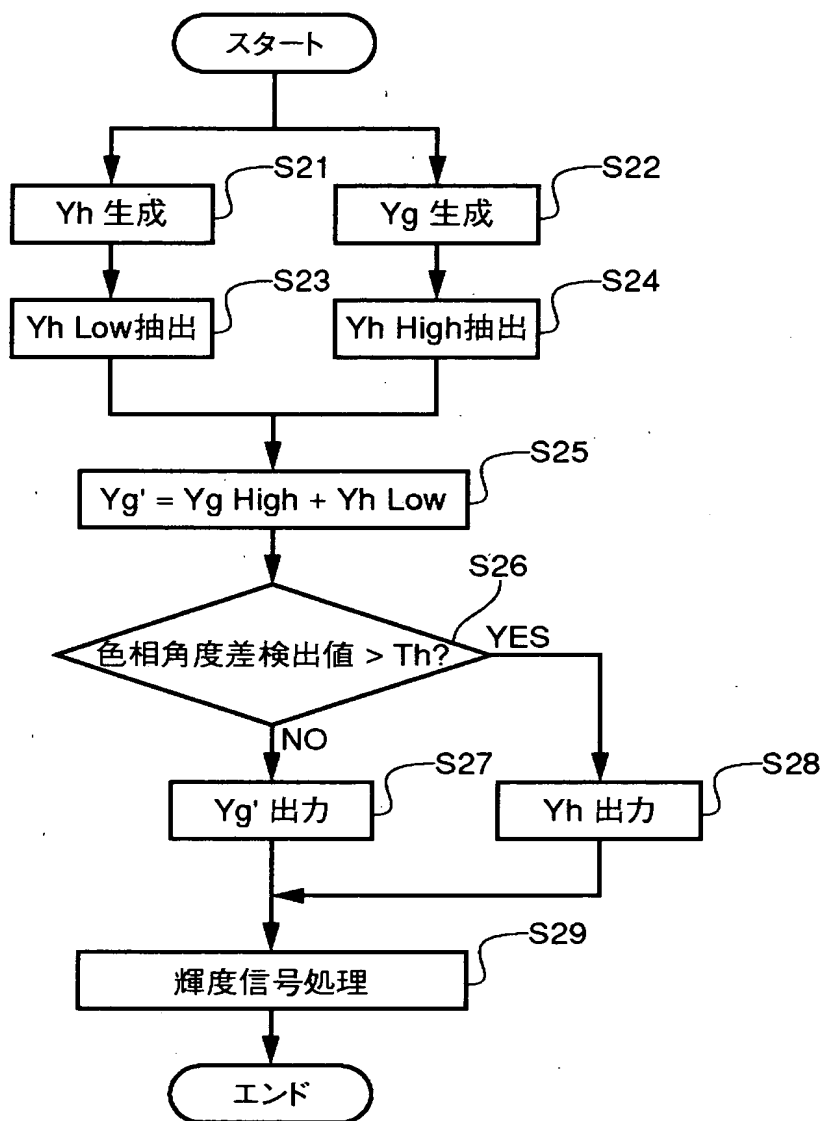 スタート
S21
S22
Yh 生成
Yg 生成
S23
S24
Yh Low抽出
Yh High抽出
S25
Yg' = Yg High + Yh Low
S26
色相角度差検出値 > Th?
YES
NO
S27
S28
Yg' 出力
Yh 出力
S29
輝度信号処理
エンド